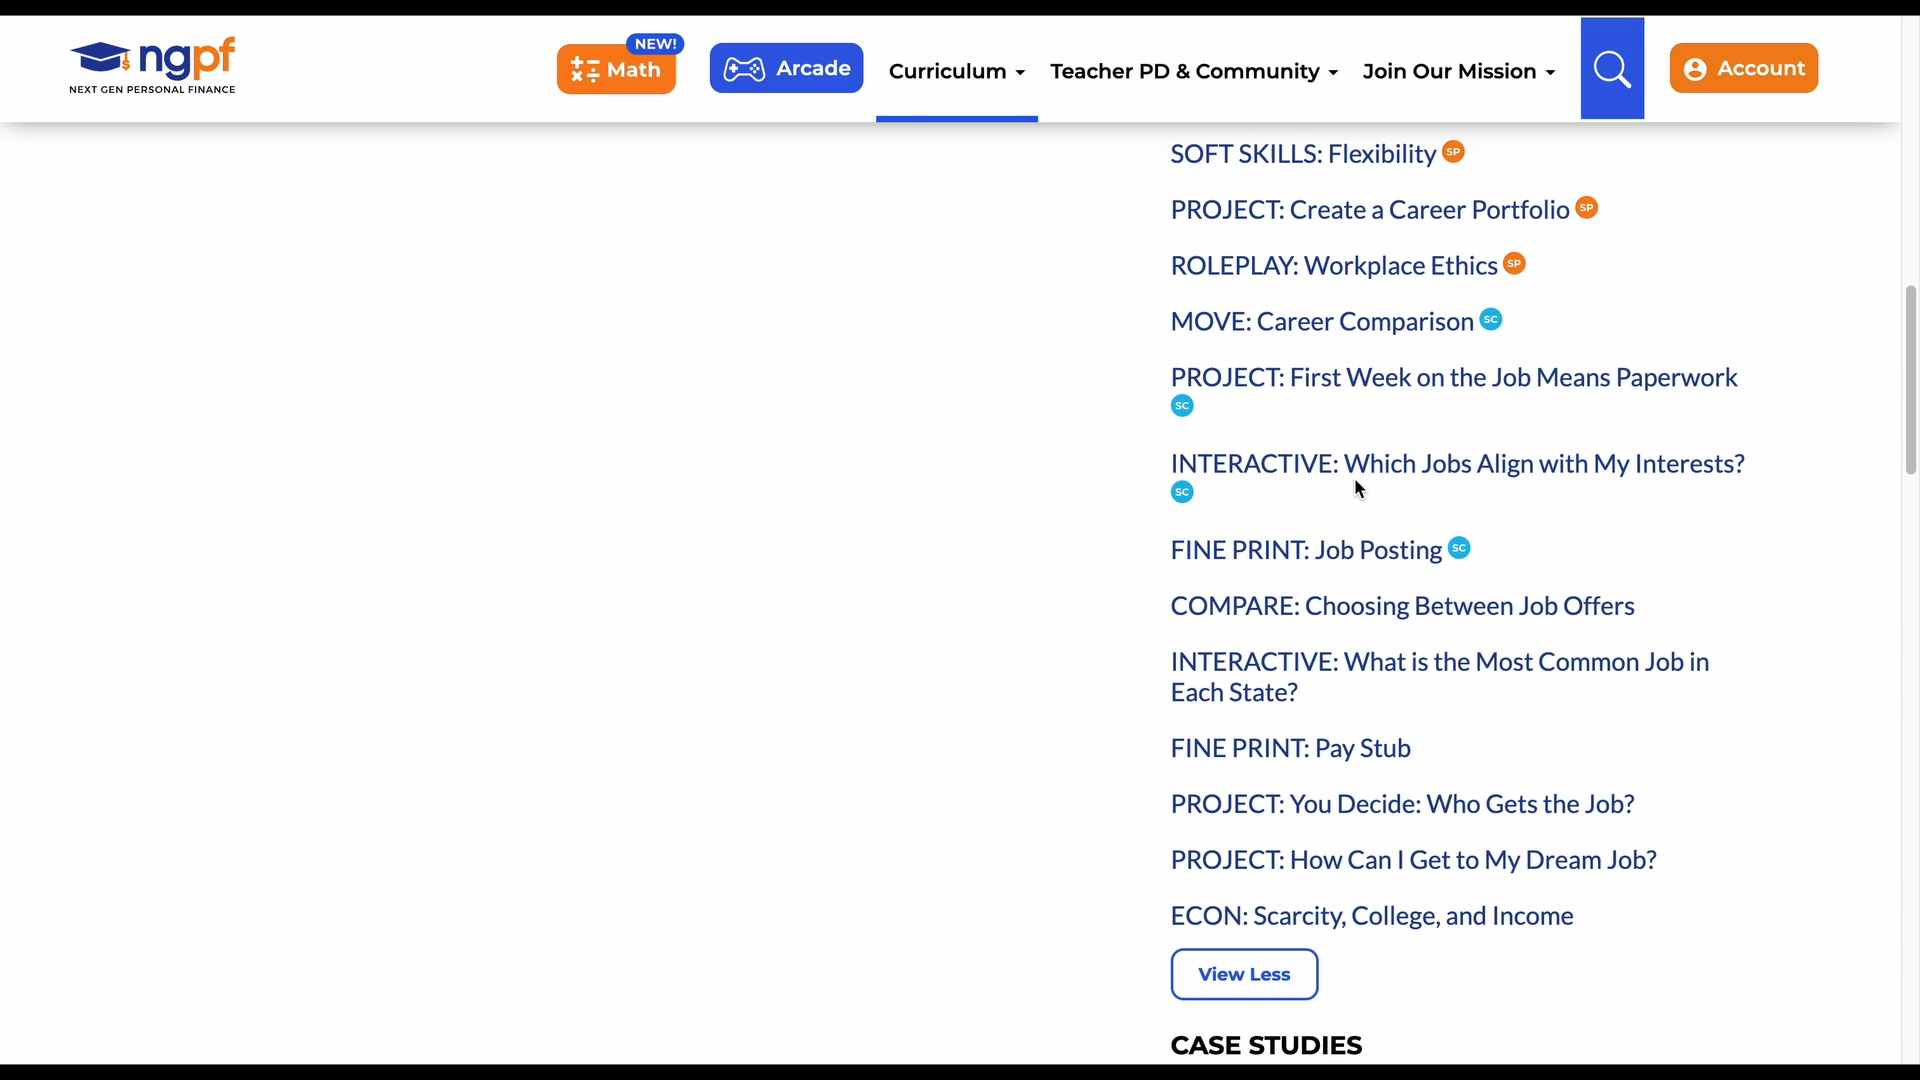 ngpf
NEXT GEN PERSONAL FINANCE
NEW!
Math
Arcade
Curriculum
Teacher PD & Community
Join Our Mission
Account
SOFT SKILLS: Flexibility SP
PROJECT: Create a Career Portfolio SP
ROLEPLAY: Workplace Ethics SP
MOVE: Career Comparison SC
PROJECT: First Week on the Job Means Paperwork
SC
INTERACTIVE: Which Jobs Align with My Interests?
SC
FINE PRINT: Job Posting SC
COMPARE: Choosing Between Job Offers
INTERACTIVE: What is the Most Common Job in
Each State?
FINE PRINT: Pay Stub
PROJECT: You Decide: Who Gets the Job?
PROJECT: How Can I Get to My Dream Job?
ECON: Scarcity, College, and Income
View Less
CASE STUDIES